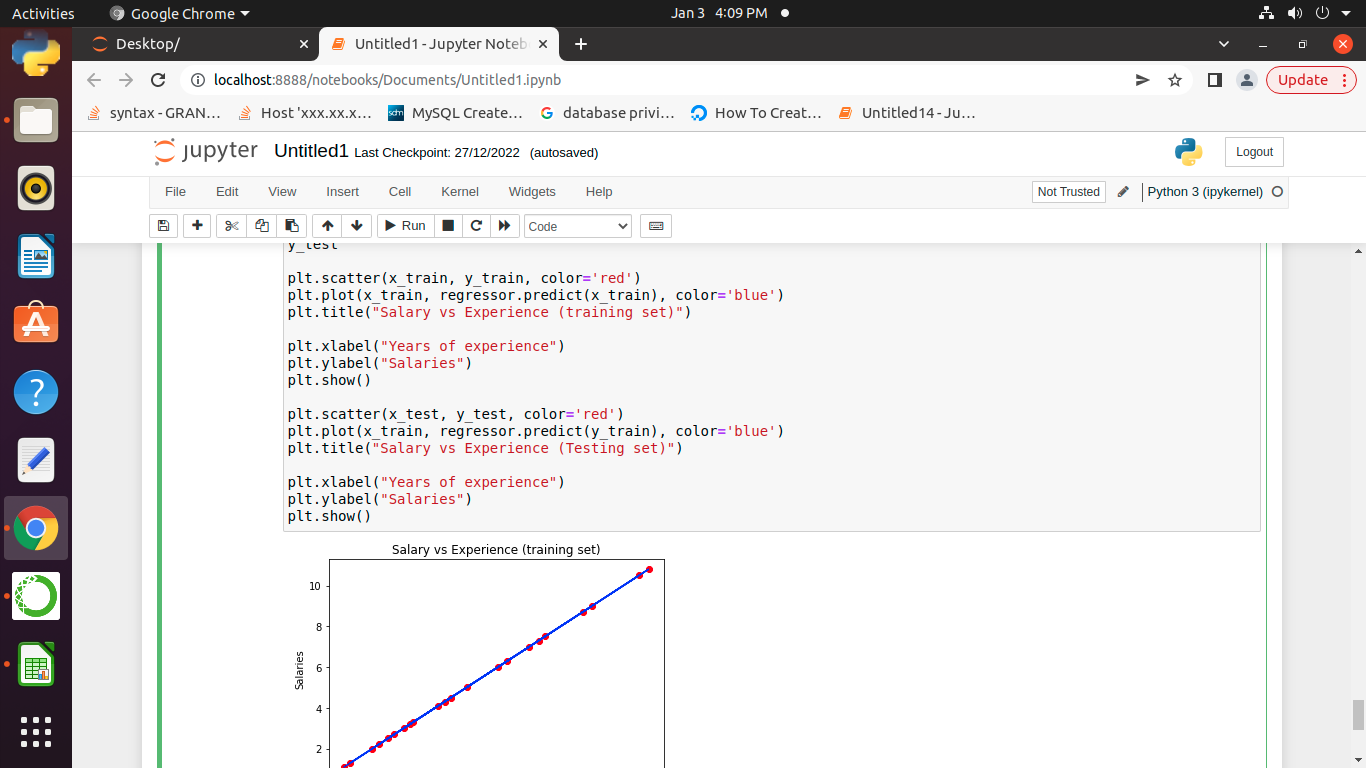 Activities
Google Chrome
Jan 3 4:09 PM
Desktop/
Untitled1 - Jupyter Noteb
localhost:8888/notebooks/Documents/Untitled1.ipynb
Update
syntax - GRAN...
Host 'xxx.xx.x...
MySQL Create...
database privi...
How To Creat...
Untitled14 - Ju...
jupyter
Untitled1 Last Checkpoint: 27/12/2022 (autosaved)
Logout
File Edit View Insert Cell Kernel Widgets Help
Not Trusted
Python 3 (ipykernel)
Run
Code
y_test
plt.scatter(x_train, y_train, color='red')
plt.plot(x_train, regressor.predict(x_train), color='blue')
plt.title("Salary vs Experience (training set)")
plt.xlabel("Years of experience")
plt.ylabel("Salaries")
plt.show()
plt.scatter(x_test, y_test, color='red')
plt.plot(x_train, regressor.predict(y_train), color='blue')
plt.title("Salary vs Experience (Testing set)")
plt.xlabel("Years of experience")
plt.ylabel("Salaries")
plt.show()
Salary vs Experience (training set)
10
8
6
4
2
Salaries